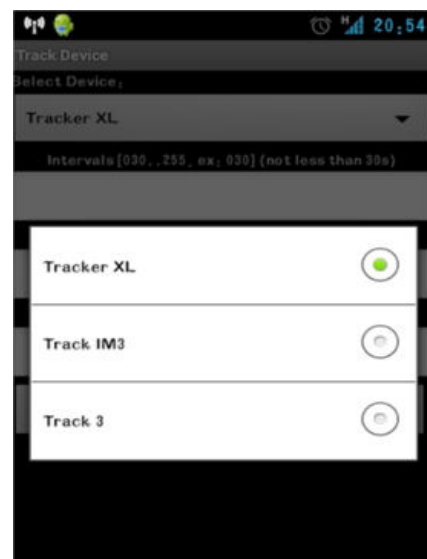 H 20:54
Track Device
Select Device:
Tracker XL
Intervals [030,,255, ex: 030] (not less than 30s)
Tracker XL
Track IM3
Track 3